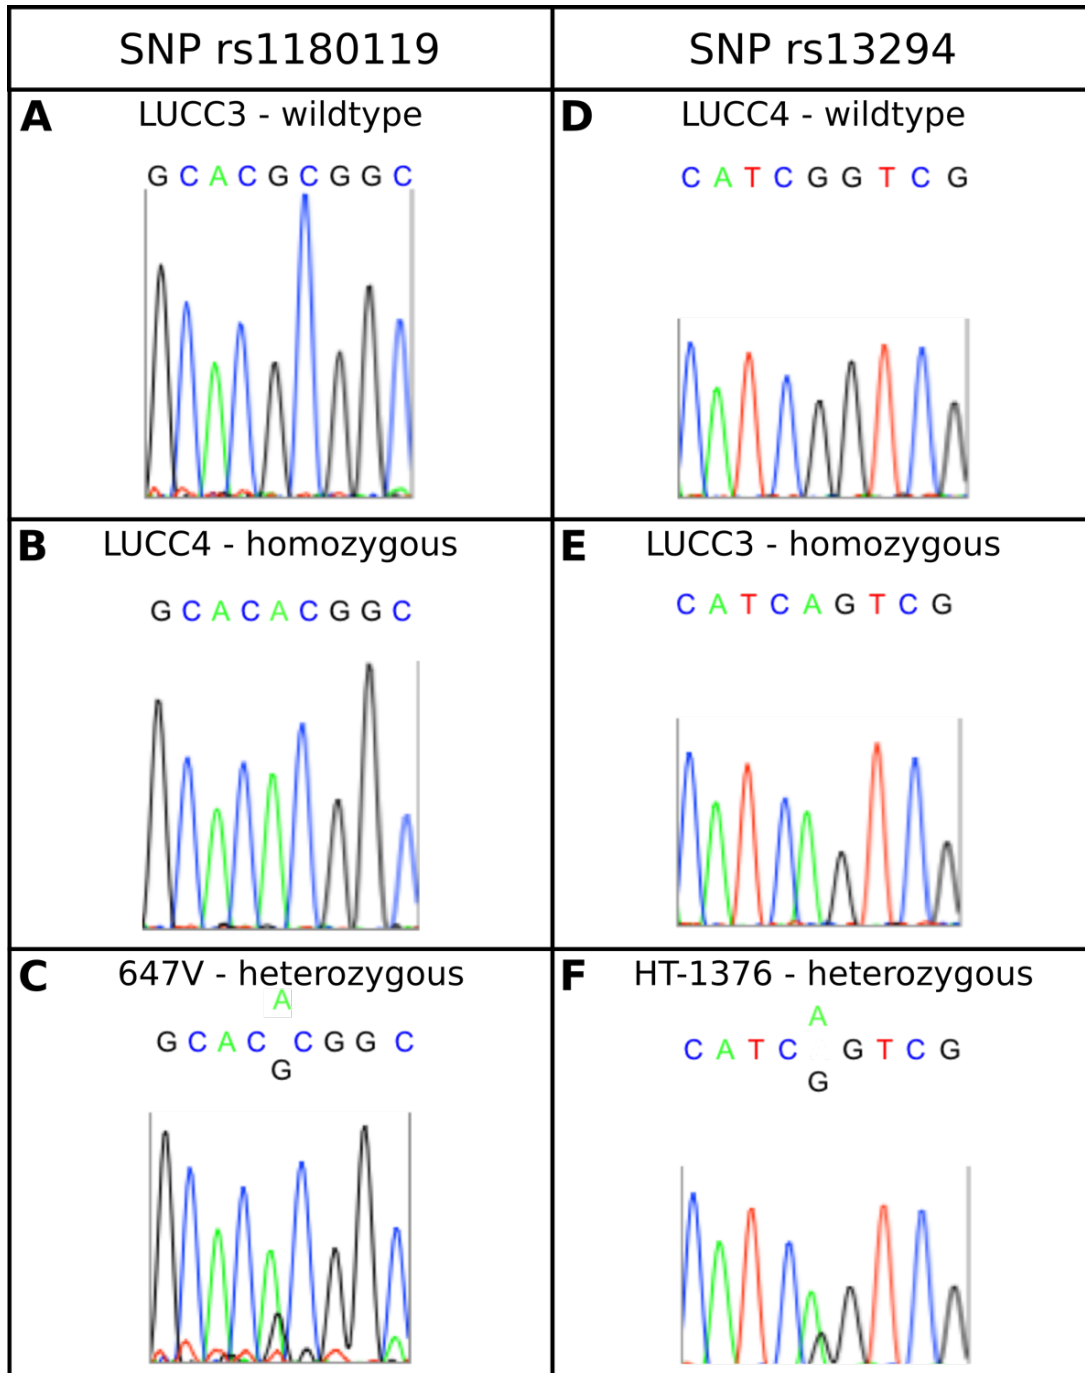 SNP rs1180119
SNP rs13294
A
LUCC3 - wildtype
G C A C G C G G C
D
LUCC4 - wildtype
C A T C G G T C G
B
LUCC4 - homozygous
G C A C A C G G C
E
LUCC3 - homozygous
C A T C A G T C G
C
647V - heterozygous
A
G C A C C G G C
G
F
HT-1376 - heterozygous
A
C A T C G T C G
G